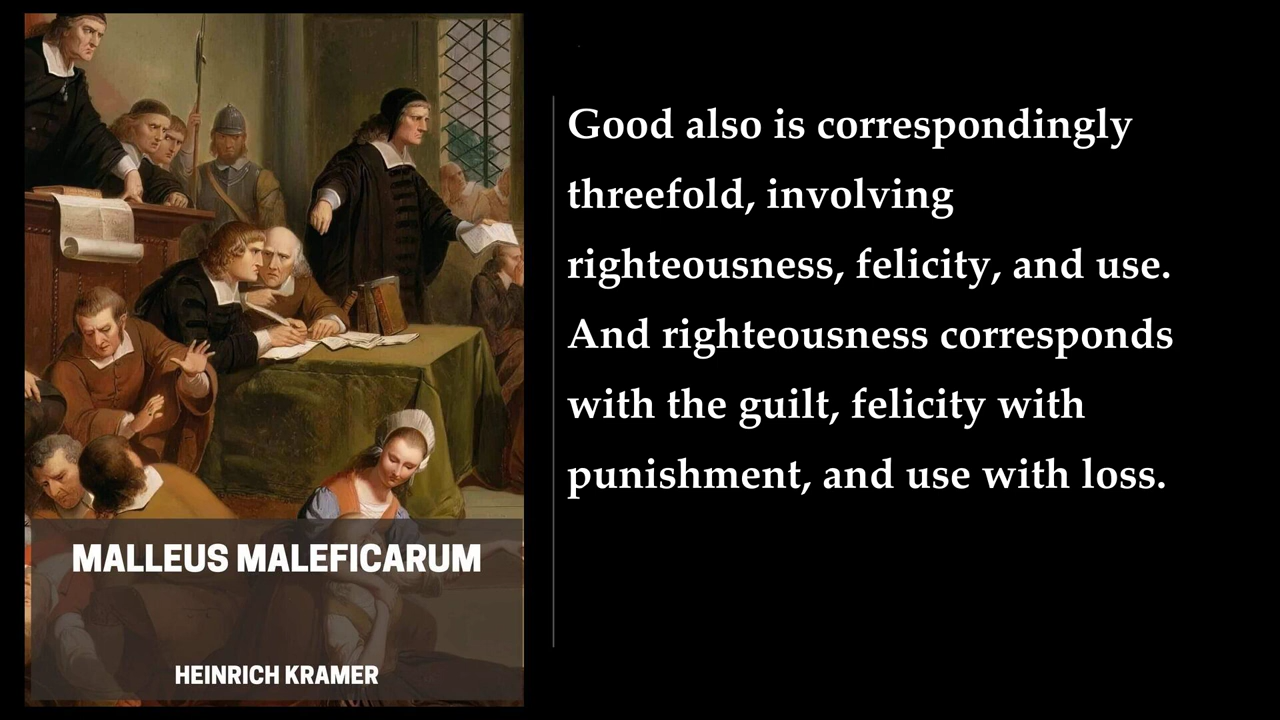 MALLEUS MALEFICARUM
HEINRICH KRAMER
Good also is correspondingly
threefold, involving
righteousness, felicity, and use.
And righteousness corresponds
with the guilt, felicity with
punishment, and use with loss.